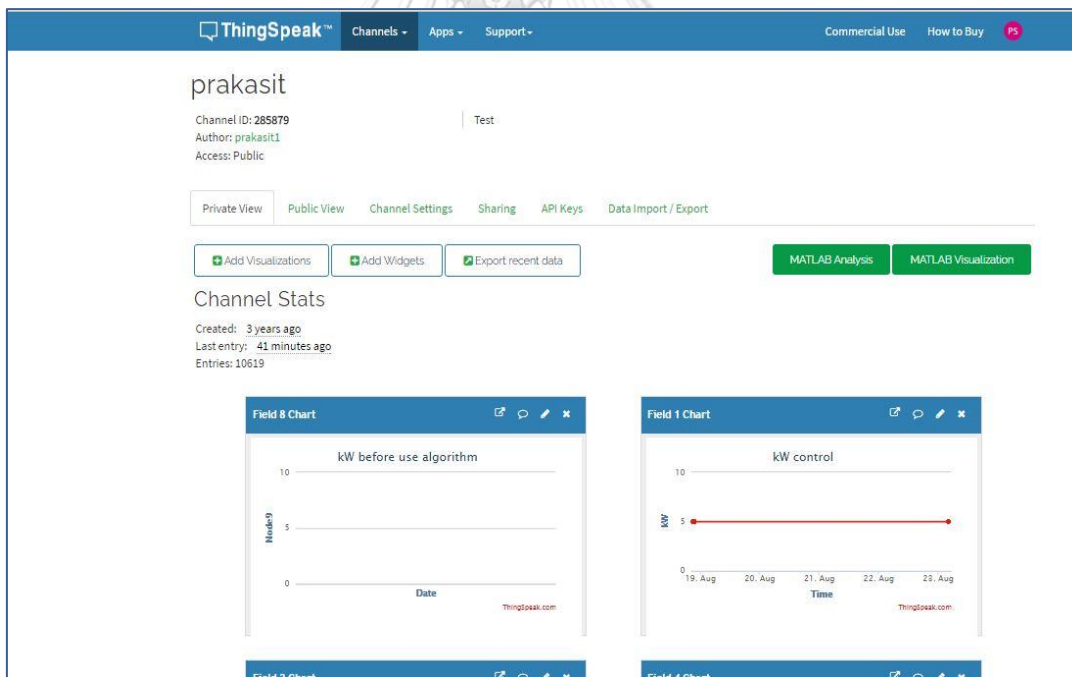 ThingSpeak™ Channels Apps Support Commercial Use How to Buy PS
prakasit
Channel ID: 285879 Test
Author: prakasit1
Access: Public
Private View Public View Channel Settings Sharing API Keys Data Import / Export
Add Visualizations Add Widgets Export recent data MATLAB Analysis MATLAB Visualization
Channel Stats
Created: 3 years ago
Last entry: 41 minutes ago
Entries: 10619
Field 8 Chart
kW before use algorithm
10
5
0
Node9
Date
ThingSpeak.com
Field 1 Chart
kW control
10
5
0
kW
19. Aug 20. Aug 21. Aug 22. Aug 23. Aug
Time
ThingSpeak.com
Field 4 Chart